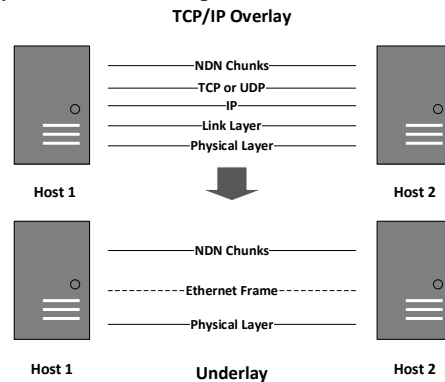 TCP/IP Overlay
NDN Chunks
TCP or UDP
IP
Link Layer
Physical Layer
Host 1
Host 2
NDN Chunks
Ethernet Frame
Physical Layer
Host 1
Underlay
Host 2